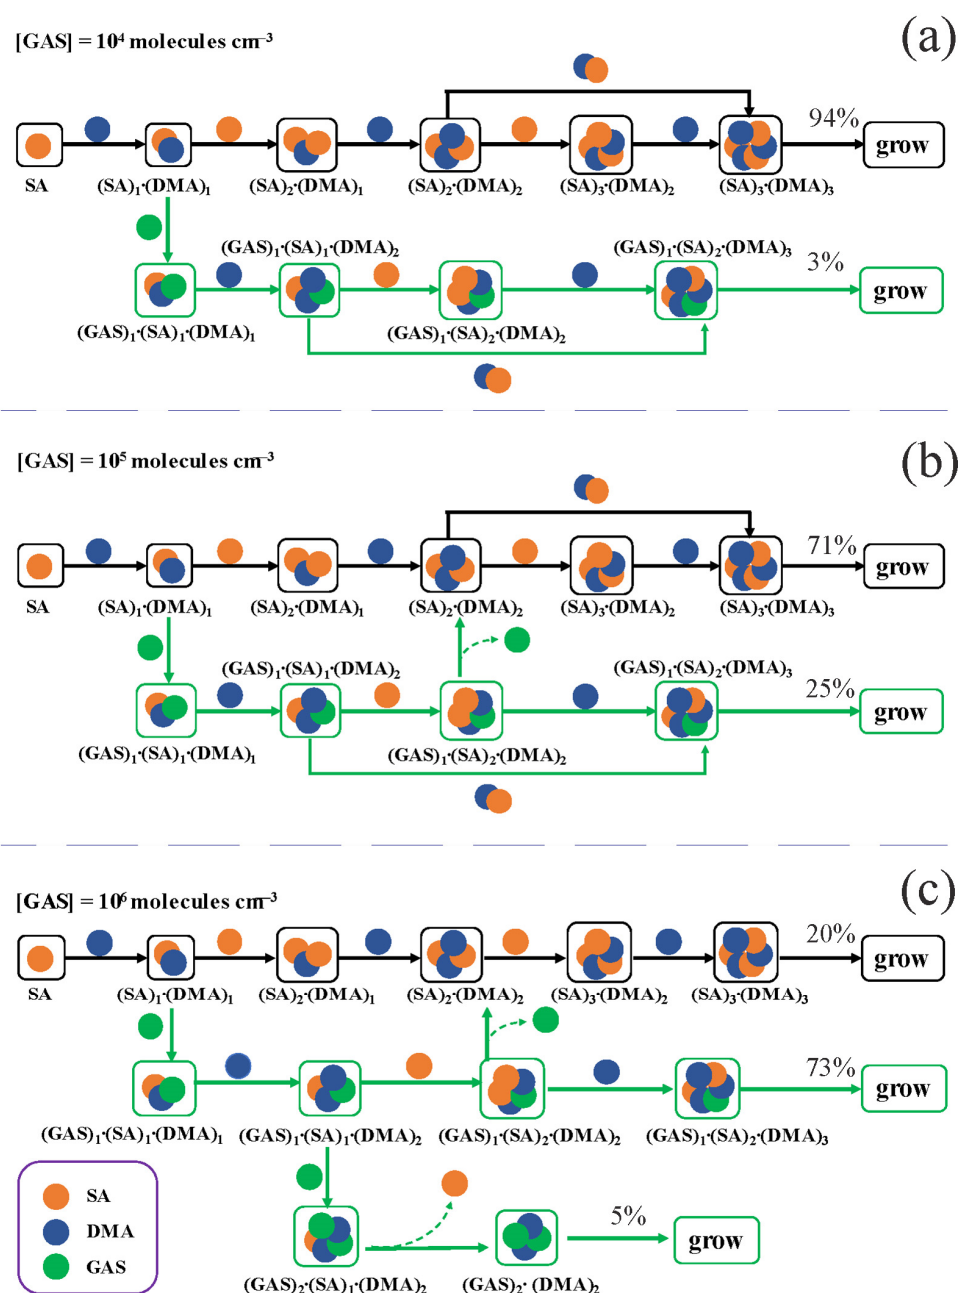 [GAS] = 10⁴ molecules cm⁻³
(a)
94%
grow
SA
(SA)₁·(DMA)₁
(SA)₂·(DMA)₁
(SA)₂·(DMA)₂
(SA)₃·(DMA)₂
(SA)₃·(DMA)₃
(GAS)₁·(SA)₁·(DMA)₂
(GAS)₁·(SA)₂·(DMA)₃
3%
grow
(GAS)₁·(SA)₁·(DMA)₁
(GAS)₁·(SA)₂·(DMA)₂
[GAS] = 10⁵ molecules cm⁻³
(b)
71%
grow
SA
(SA)₁·(DMA)₁
(SA)₂·(DMA)₁
(SA)₂·(DMA)₂
(SA)₃·(DMA)₂
(SA)₃·(DMA)₃
(GAS)₁·(SA)₁·(DMA)₂
(GAS)₁·(SA)₂·(DMA)₃
25%
grow
(GAS)₁·(SA)₁·(DMA)₁
(GAS)₁·(SA)₂·(DMA)₂
[GAS] = 10⁶ molecules cm⁻³
(c)
20%
grow
SA
(SA)₁·(DMA)₁
(SA)₂·(DMA)₁
(SA)₂·(DMA)₂
(SA)₃·(DMA)₂
(SA)₃·(DMA)₃
73%
grow
(GAS)₁·(SA)₁·(DMA)₁
(GAS)₁·(SA)₁·(DMA)₂
(GAS)₁·(SA)₂·(DMA)₂
(GAS)₁·(SA)₂·(DMA)₃
SA
DMA
GAS
5%
grow
(GAS)₂·(SA)₁·(DMA)₂
(GAS)₂·(DMA)₂